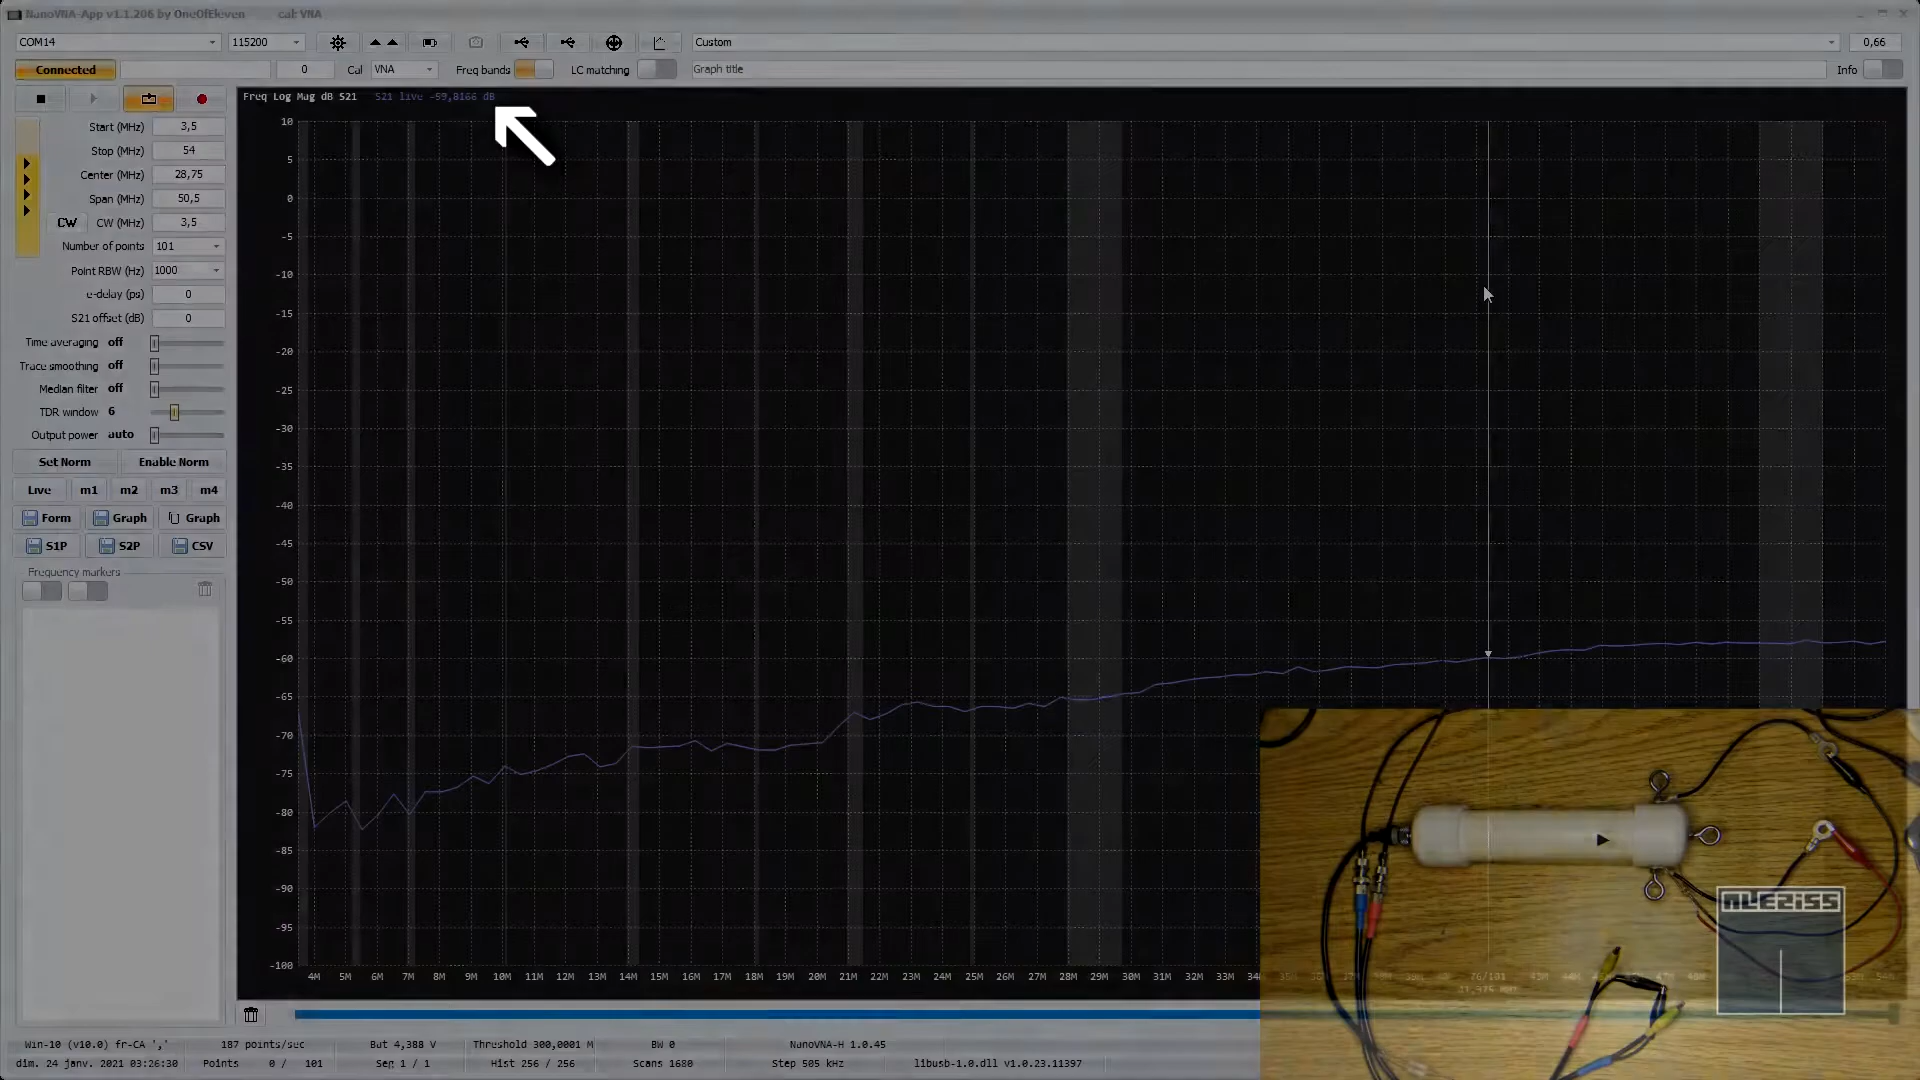 NanoVNA-App v1.1.206 by OneOfEleven cal: VNA
COM14 115200 Custom 0,66
Connected 0 Cal VNA Freq bands LC matching Graph title Info
Freq Log Mag dB S21 S21 live -59,8166 dB
Start (MHz) 3,5
Stop (MHz) 54
Center (MHz) 28,75
Span (MHz) 50,5
CW CW (MHz) 3,5
Number of points 101
Point RBW (Hz) 1000
e-delay (ps) 0
S21 offset (dB) 0
Time averaging off
Trace smoothing off
Median filter off
TDR window 6
Output power auto
Set Norm Enable Norm
Live m1 m2 m3 m4
Form Graph Graph
S1P S2P CSV
Frequency markers
10
5
0
-5
-10
-15
-20
-25
-30
-35
-40
-45
-50
-55
-60
-65
-70
-75
-80
-85
-90
-95
-100
4M 5M 6M 7M 8M 9M 10M 11M 12M 13M 14M 15M 16M 17M 18M 19M 20M 21M 22M 23M 24M 25M 26M 27M 28M 29M 30M 31M 32M 33M
76/101
Win-10 (v10.0) fr-CA ',' 187 points/sec Bat 4,388 V Threshold 300,0001 M BW 0 NanoVNA-H 1.0.45
dim. 24 janv. 2021 03:26:30 Points 0 / 101 Seg 1 / 1 Hist 256 / 256 Scans 1680 Step 505 kHz libusb-1.0.dll v1.0.23.11397